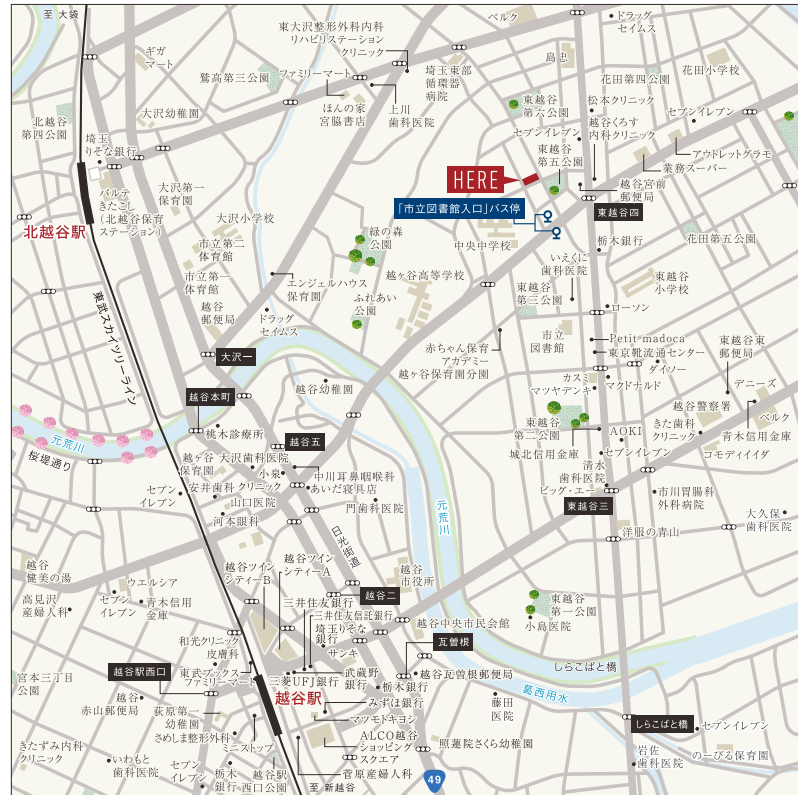 至 大袋
ギガ
マート
東大沢整形外科内科
リハビリステーション
クリニック
ベルク
ドラッグ
セイムス
島忠
鷺高第三公園
ファミリーマート
埼玉東部
循環器
病院
花田第四公園
花田小学校
大沢幼稚園
ほんの家
宮脇書店
上川
歯科医院
東越谷
第六公園
松本クリニック
セブンイレブン
北越谷
第四公園
埼玉
りそな銀行
セブンイレブン
越谷くろす
内科クリニック
東越谷
第五公園
アウトレットグラモ
業務スーパー
HERE
越谷宮前
郵便局
パルテ
きたこし
(北越谷保育
ステーション)
大沢第一
保育園
「市立図書館入口」バス停
東越谷四
北越谷駅
大沢小学校
緑の森
公園
市立第二
体育館
中央中学校
栃木銀行
花田第五公園
いえくに
歯科医院
市立第一
体育館
エンジェルハウス
保育園
越ヶ谷高等学校
東越谷
第三公園
東越谷
小学校
東武スカイツリーライン
越谷
郵便局
ふれあい
公園
ドラッグ
セイムス
ローソン
市立
図書館
Petit madoca
東京靴流通センター
東越谷東
郵便局
大沢一
赤ちゃん保育
アカデミー
越ヶ谷保育園分園
ダイソー
カスミ
マツヤデンキ
マクドナルド
デニーズ
越谷幼稚園
越谷本町
越谷警察署
ベルク
元荒川
桜堤通り
桃木診療所
越谷五
東越谷
第二公園
AOKI
きた歯科
クリニック
青木信用金庫
城北信用金庫
セブンイレブン
コモディイイダ
越ヶ谷
保育園
大沢歯科医院
小泉
クリニック
中川耳鼻咽喉科
あいだ寝具店
清水
歯科医院
セブン
イレブン
安井歯科
山口医院
門歯科医院
ビッグ・エー
市川胃腸科
外科病院
河本眼科
元荒川
東越谷三
大久保
歯科医院
日光街道
洋服の青山
越谷
健美の湯
越谷ツイン
シティーB
越谷ツイン
シティーA
越谷
市役所
ウエルシア
高見沢
産婦人科
セブン
イレブン
青木信用
金庫
越谷二
東越谷
第一公園
三井住友銀行
三井住友信託銀行
埼玉りそな
銀行
越谷中央市民会館
小島医院
和光クリニック
皮膚科
サンキ
瓦曽根
越谷駅西口
東武ブックス
ファミリーマート
三菱UFJ銀行
武蔵野
銀行
越谷瓦曽根郵便局
しらこばと橋
宮本三丁目
公園
越谷
赤山郵便局
越谷駅
栃木銀行
葛西用水
みずほ銀行
藤田
医院
荻原第一
幼稚園
マツモトキヨシ
しらこばと橋
セブンイレブン
さめしま整形外科
ミニストップ
ALCO越谷
ショッピング
スクエア
照蓮院さくら幼稚園
きたずみ内科
クリニック
いわもと
歯科医院
岩佐
歯科医院
のーびる保育園
セブン
イレブン
栃木
銀行
越谷駅
西口公園
菅原産婦人科
至 新越谷
49